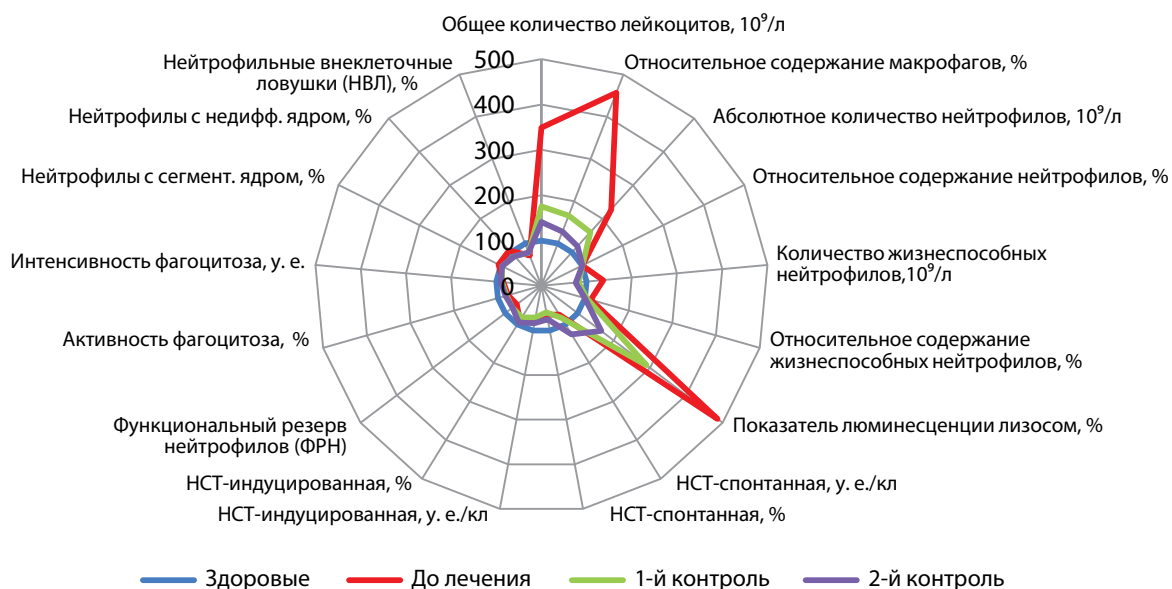 Общее количество лейкоцитов, 10⁹/л
Нейтрофильные внеклеточные
ловушки (НВЛ), %
Относительное содержание макрофагов, %
Нейтрофилы с недифф. ядром, %
Абсолютное количество нейтрофилов, 10⁹/л
Нейтрофилы с сегмент. ядром, %
Относительное содержание нейтрофилов, %
Интенсивность фагоцитоза, у. е.
Количество жизнеспособных
нейтрофилов,10⁹/л
Активность фагоцитоза, %
Относительное содержание
жизнеспособных нейтрофилов, %
Функциональный резерв
нейтрофилов (ФРН)
Показатель люминесценции лизосом, %
НСТ-индуцированная, %
НСТ-спонтанная, у. е./кл
НСТ-индуцированная, у. е./кл
НСТ-спонтанная, %
500
400
300
200
100
0
Здоровые
До лечения
1-й контроль
2-й контроль